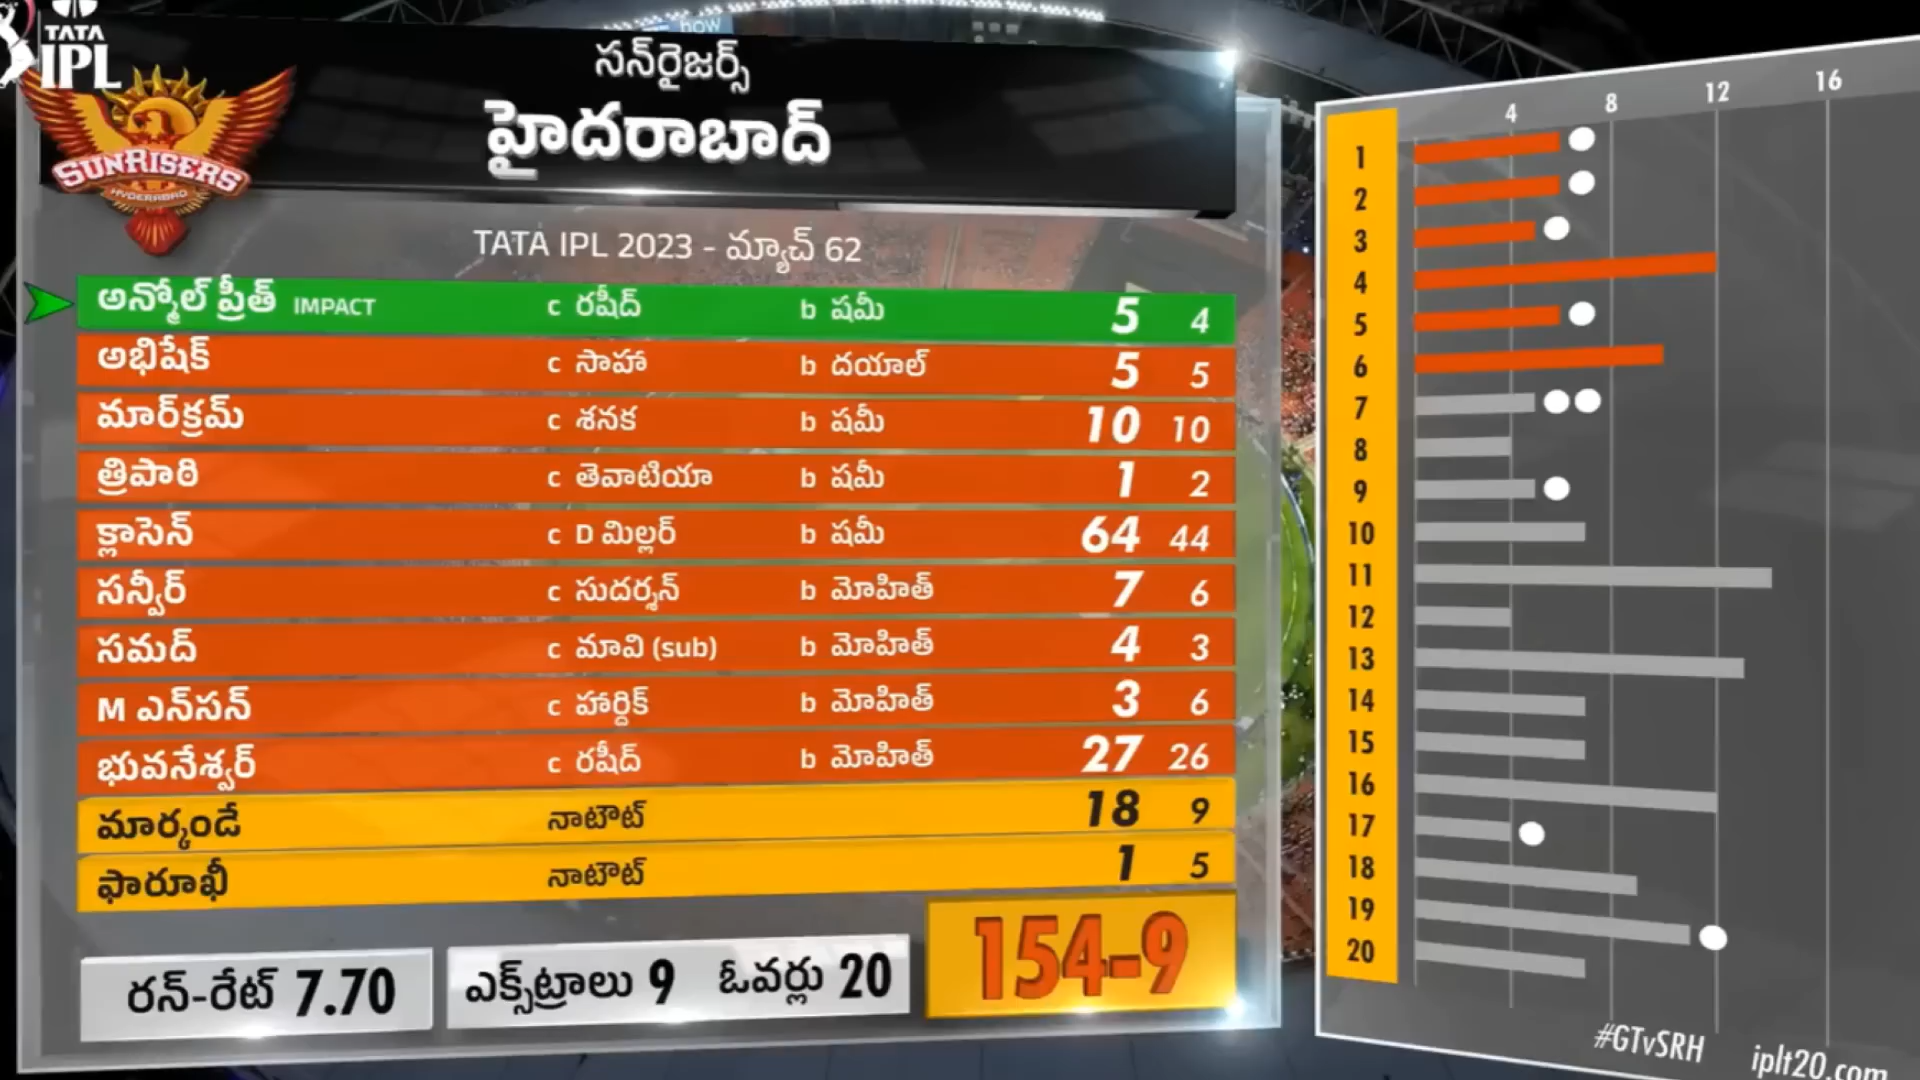 TATA
IPL
SUNRISERS
HYDERABAD
సన్‌రైజర్స్
హైదరాబాద్
TATA IPL 2023 - మ్యాచ్ 62
అన్మోల్ ప్రీత్ IMPACT c రషీద్ b షమీ 5 4
అభిషేక్ c సాహా b దయాల్ 5 5
మార్‌క్రమ్ c శనక b షమీ 10 10
త్రిపాఠి c తెవాటియా b షమీ 1 2
క్లాసెన్ c D మిల్లర్ b షమీ 64 44
సన్వీర్ c సుదర్శన్ b మోహిత్ 7 6
సమద్ c మావి (sub) b మోహిత్ 4 3
M ఎన్‌సన్ c హార్దిక్ b మోహిత్ 3 6
భువనేశ్వర్ c రషీద్ b మోహిత్ 27 26
మార్కండే నాటౌట్ 18 9
ఫారూఖీ నాటౌట్ 1 5
రన్-రేట్ 7.70 ఎక్స్‌ట్రాలు 9 ఓవర్లు 20 154-9
4 8 12 16
1
2
3
4
5
6
7
8
9
10
11
12
13
14
15
16
17
18
19
20
#GTvSRH iplt20.com